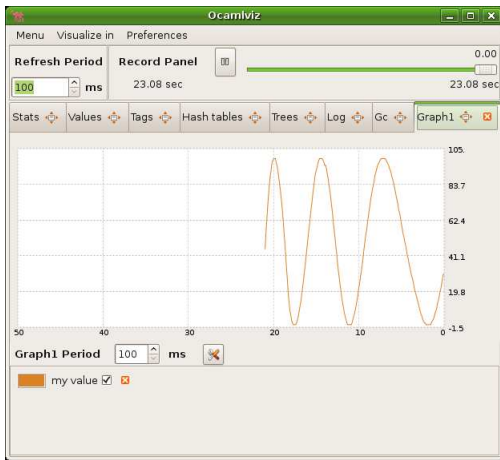 Ocamlviz
Menu Visualize in Preferences
Refresh Period Record Panel 0.00
100 ms 23.08 sec 23.08 sec
Stats Values Tags Hash tables Trees Log Gc Graph1
105.
83.7
62.4
41.1
19.8
-1.5
50 40 30 20 10 0
Graph1 Period 100 ms
my value